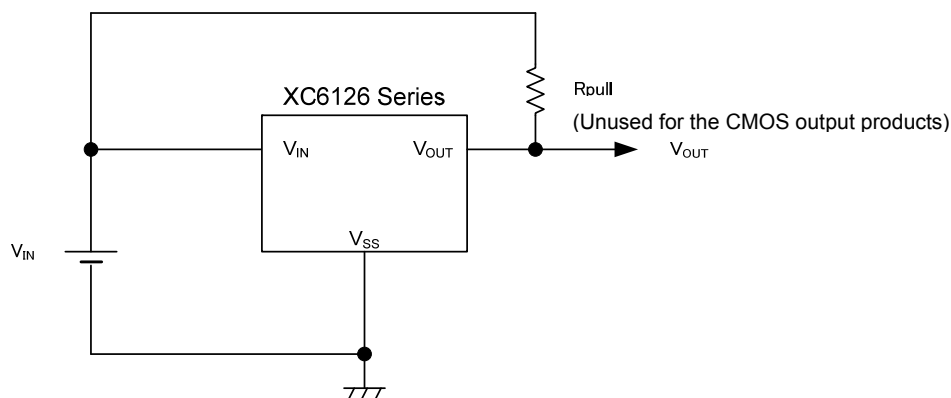 XC6126 Series
Rpull
(Unused for the CMOS output products)
VIN
VOUT
VOUT
VSS
VIN